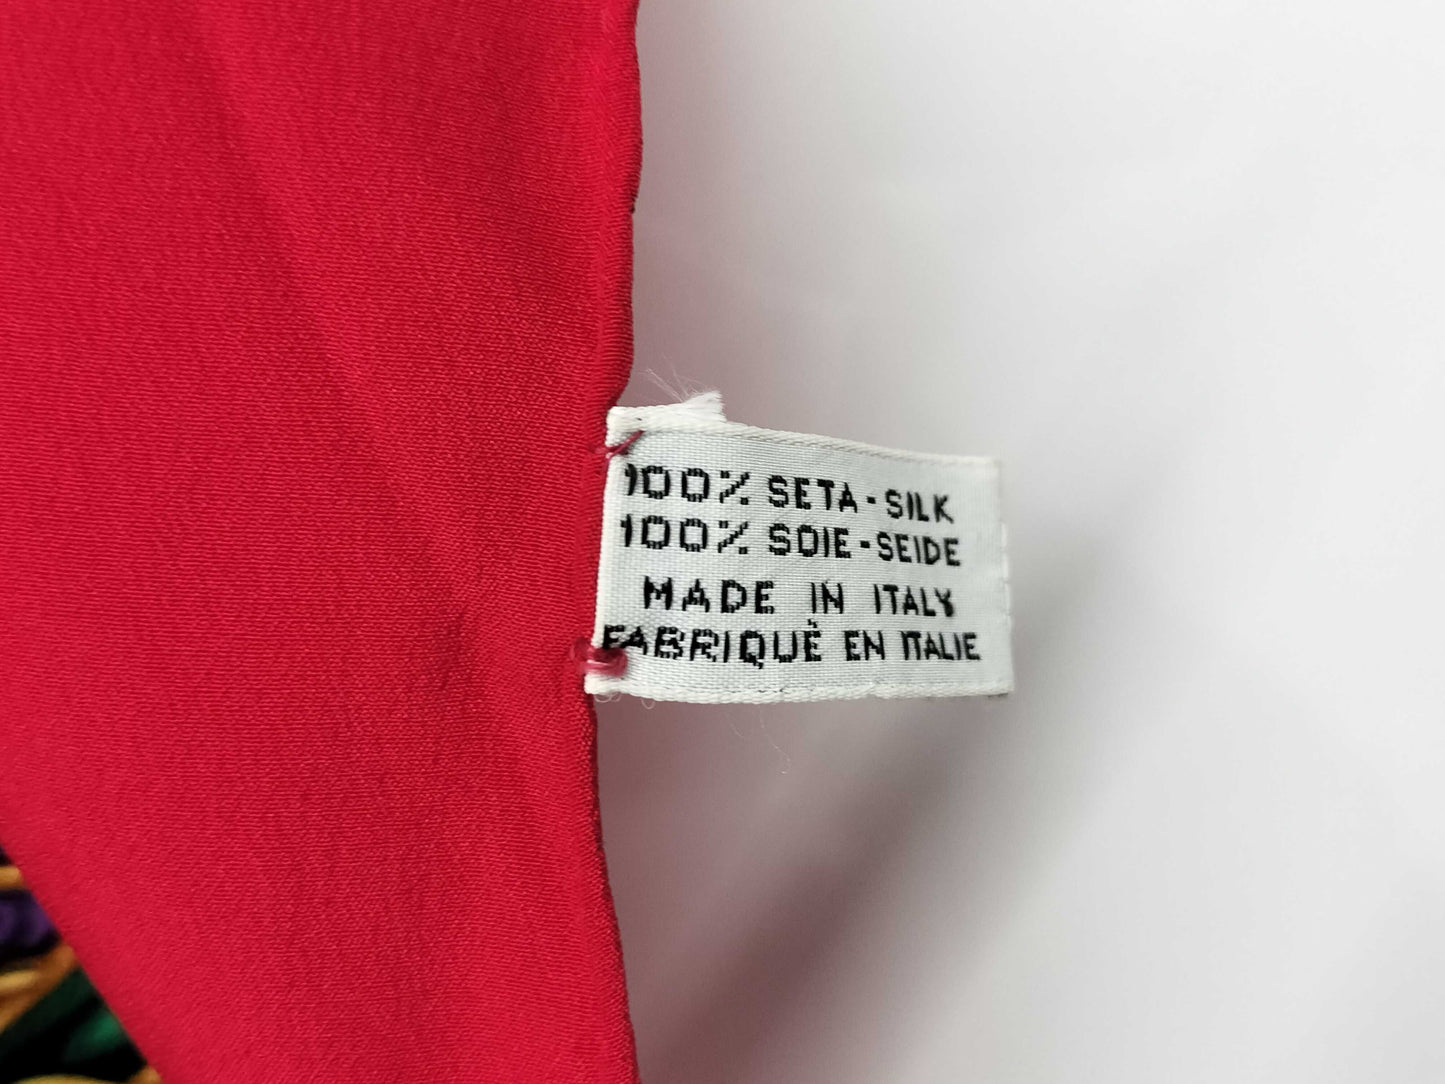 100% SETA - SILK
100% SOIE - SEIDE
MADE IN ITALY
FABRIQUÈ EN ITALIE